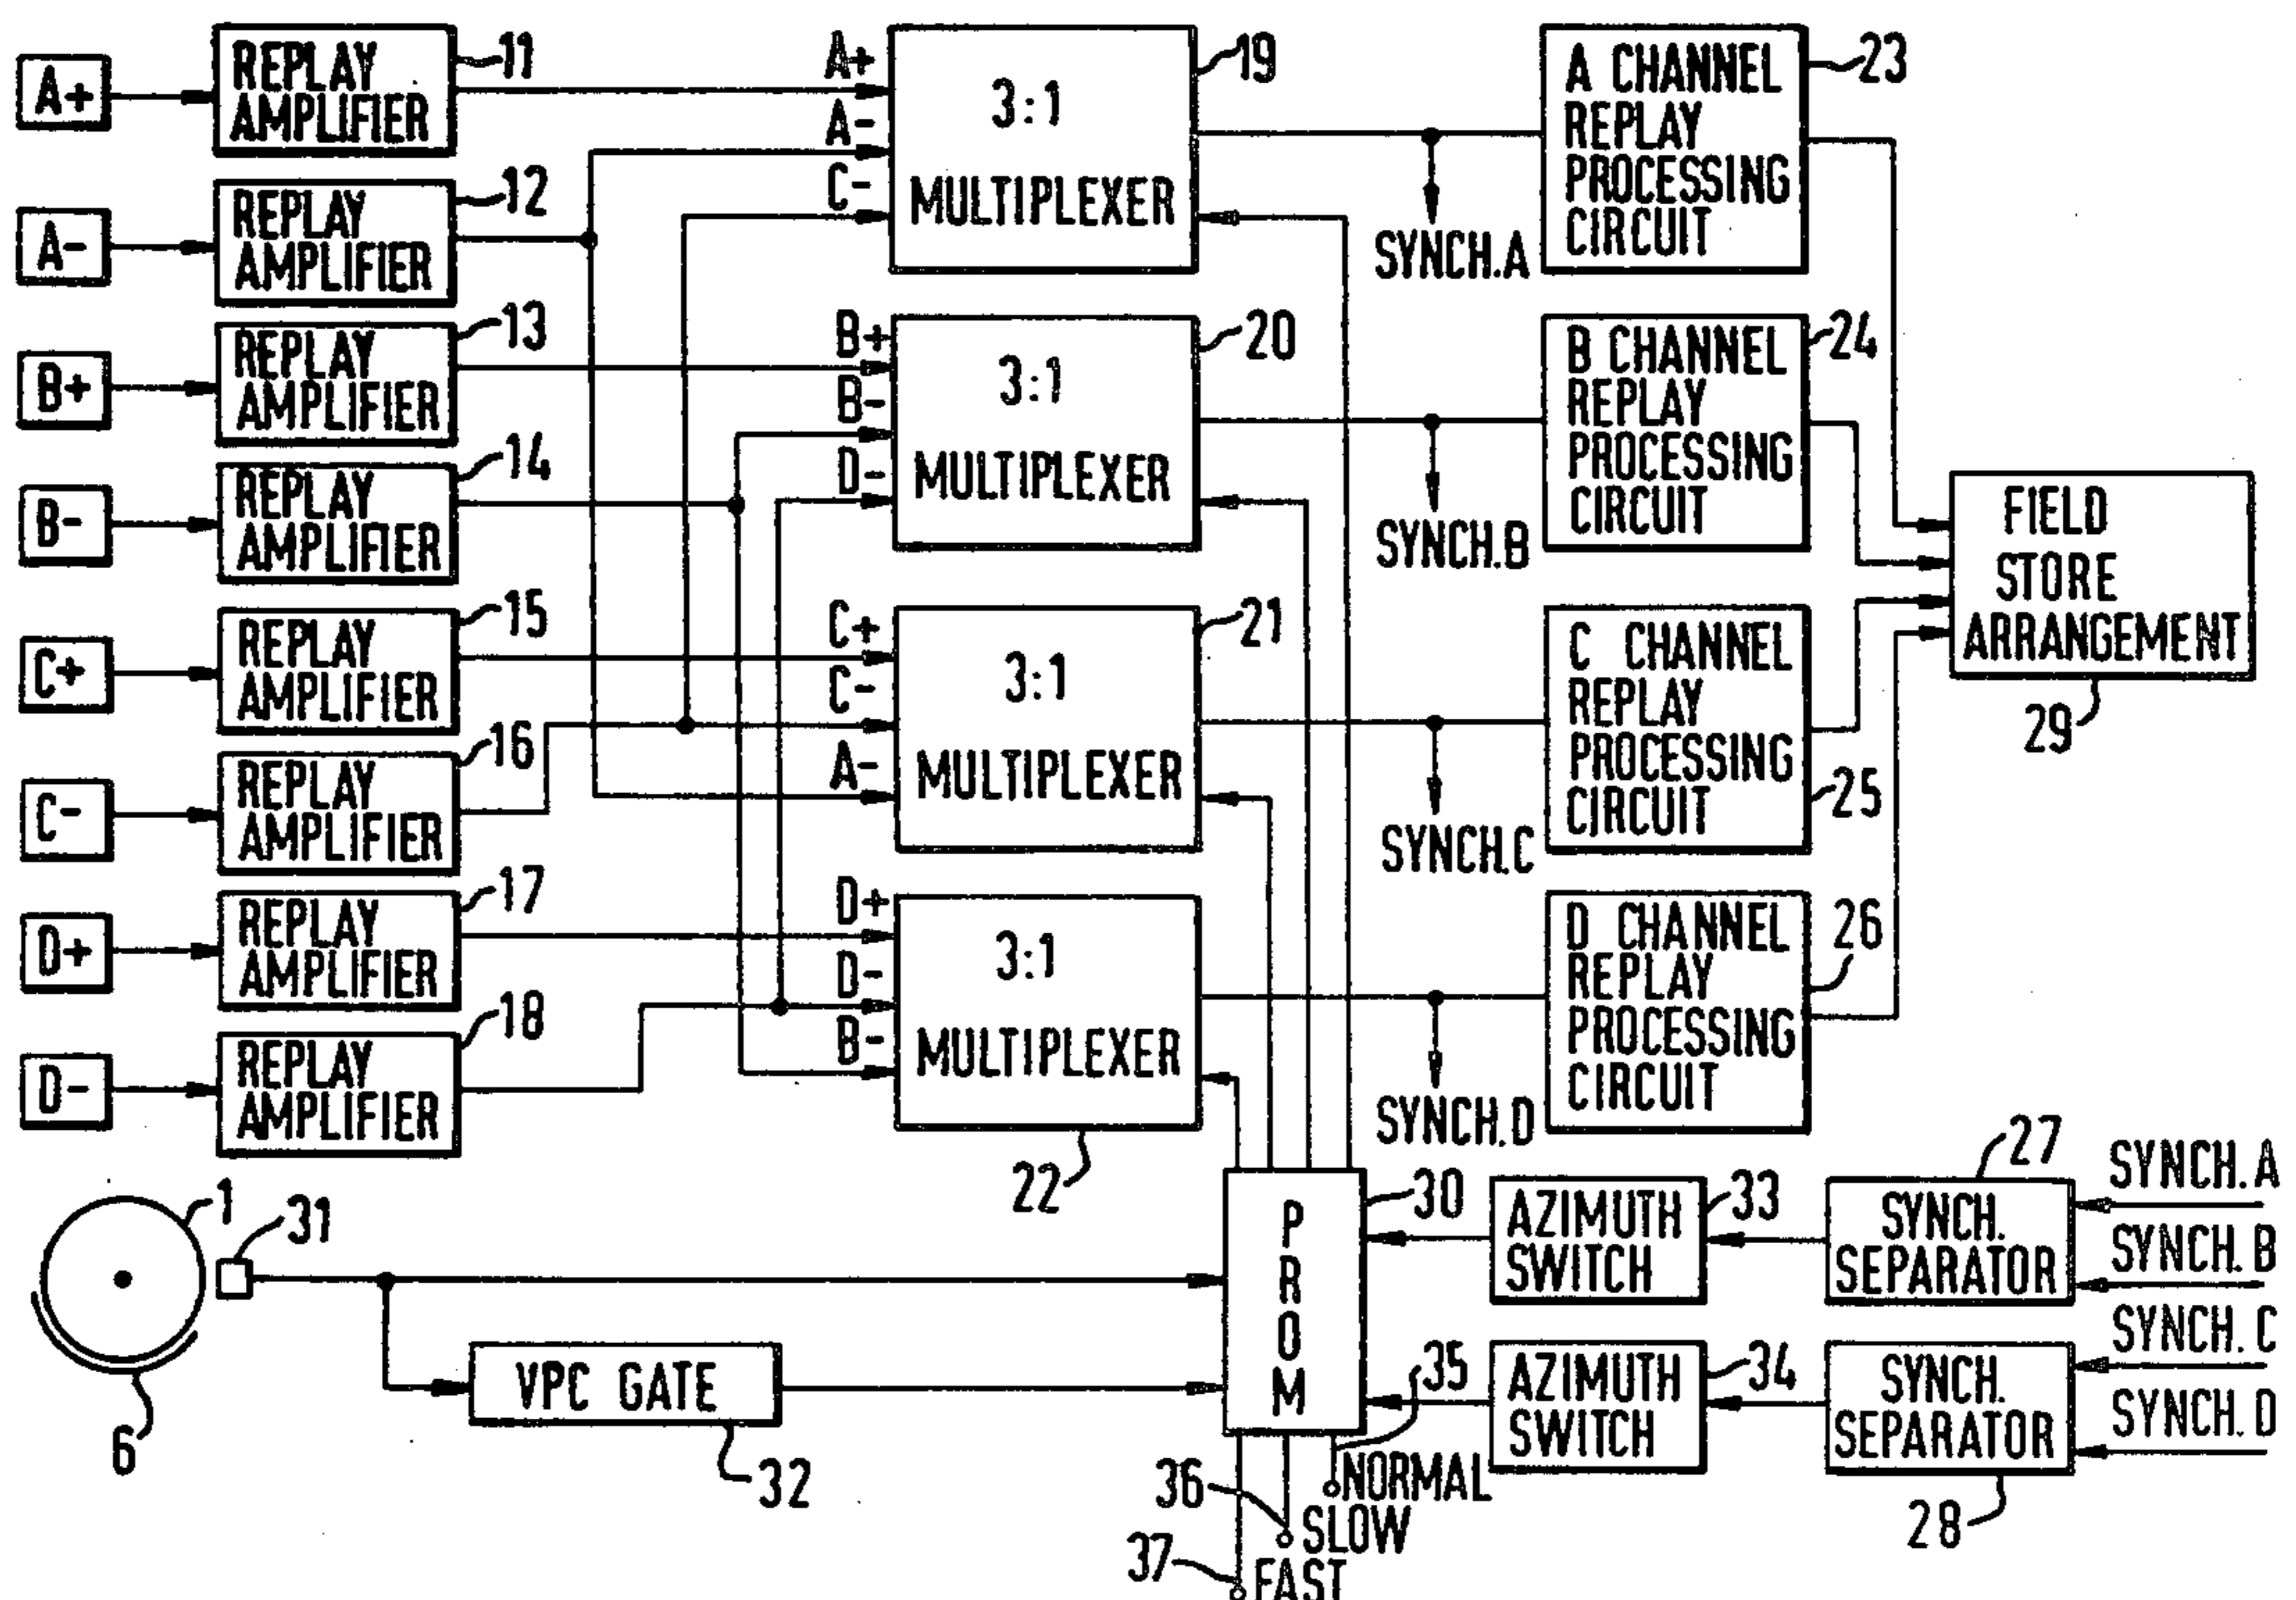 A+
REPLAY
AMPLIFIER
11
A+
A-
C-
3:1
MULTIPLEXER
19
SYNCH.A
A CHANNEL
REPLAY
PROCESSING
CIRCUIT
23
A-
REPLAY
AMPLIFIER
12
B+
REPLAY
AMPLIFIER
13
B+
B-
D-
3:1
MULTIPLEXER
20
SYNCH.B
B CHANNEL
REPLAY
PROCESSING
CIRCUIT
24
B-
REPLAY
AMPLIFIER
14
FIELD
STORE
ARRANGEMENT
29
C+
REPLAY
AMPLIFIER
15
C+
C-
A-
3:1
MULTIPLEXER
21
SYNCH.C
C CHANNEL
REPLAY
PROCESSING
CIRCUIT
25
C-
REPLAY
AMPLIFIER
16
D+
REPLAY
AMPLIFIER
17
D+
D-
B-
3:1
MULTIPLEXER
22
SYNCH.D
D CHANNEL
REPLAY
PROCESSING
CIRCUIT
26
D-
REPLAY
AMPLIFIER
18
1
31
6
VPC GATE
32
PROM
30
AZIMUTH
SWITCH
33
SYNCH.
SEPARATOR
27
SYNCH.A
SYNCH.B
35
AZIMUTH
SWITCH
34
SYNCH.
SEPARATOR
28
SYNCH.C
SYNCH.D
NORMAL
36
SLOW
37
FAST